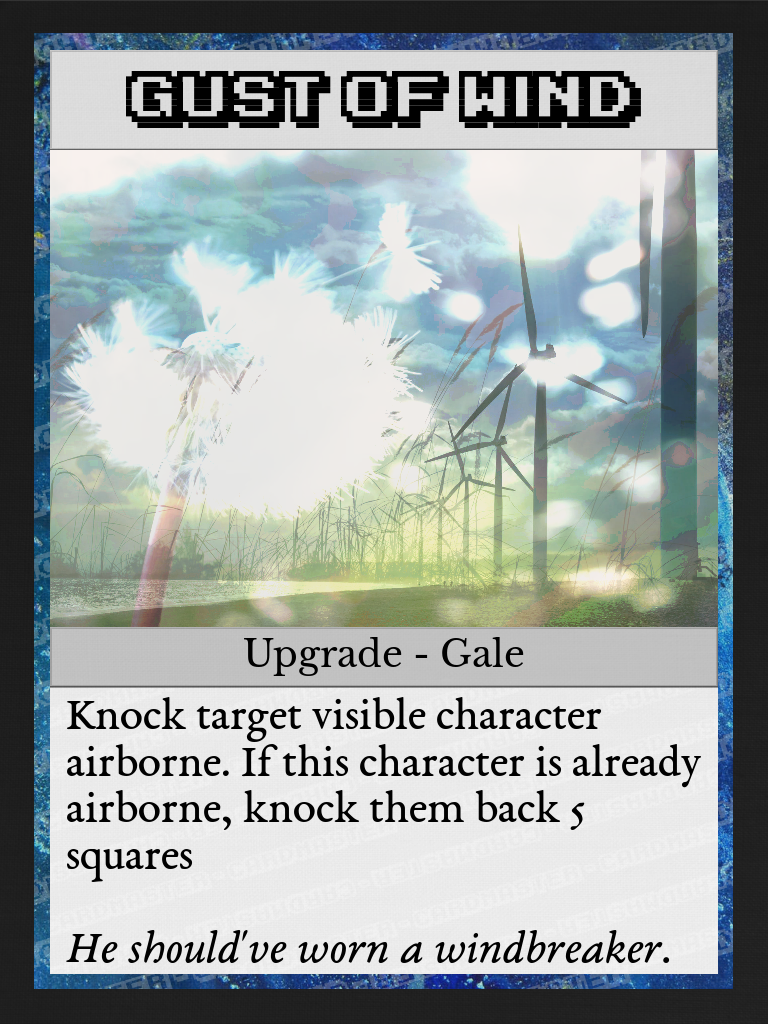 GUST OF WIND
Upgrade - Gale
Knock target visible character
airborne. If this character is already
airborne, knock them back 5
squares
He should've worn a windbreaker.